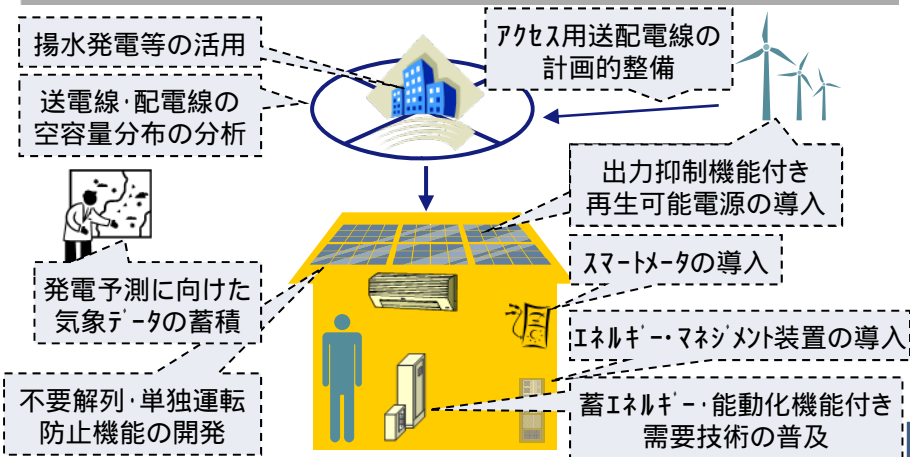 揚水発電等の活用
アクセス用送配電線の
計画的整備
送電線･配電線の
空容量分布の分析
出力抑制機能付き
再生可能電源の導入
スマートメータの導入
発電予測に向けた
気象データの蓄積
エネルギー･マネジメント装置の導入
不要解列･単独運転
防止機能の開発
蓄エネルギー･能動化機能付き
需要技術の普及